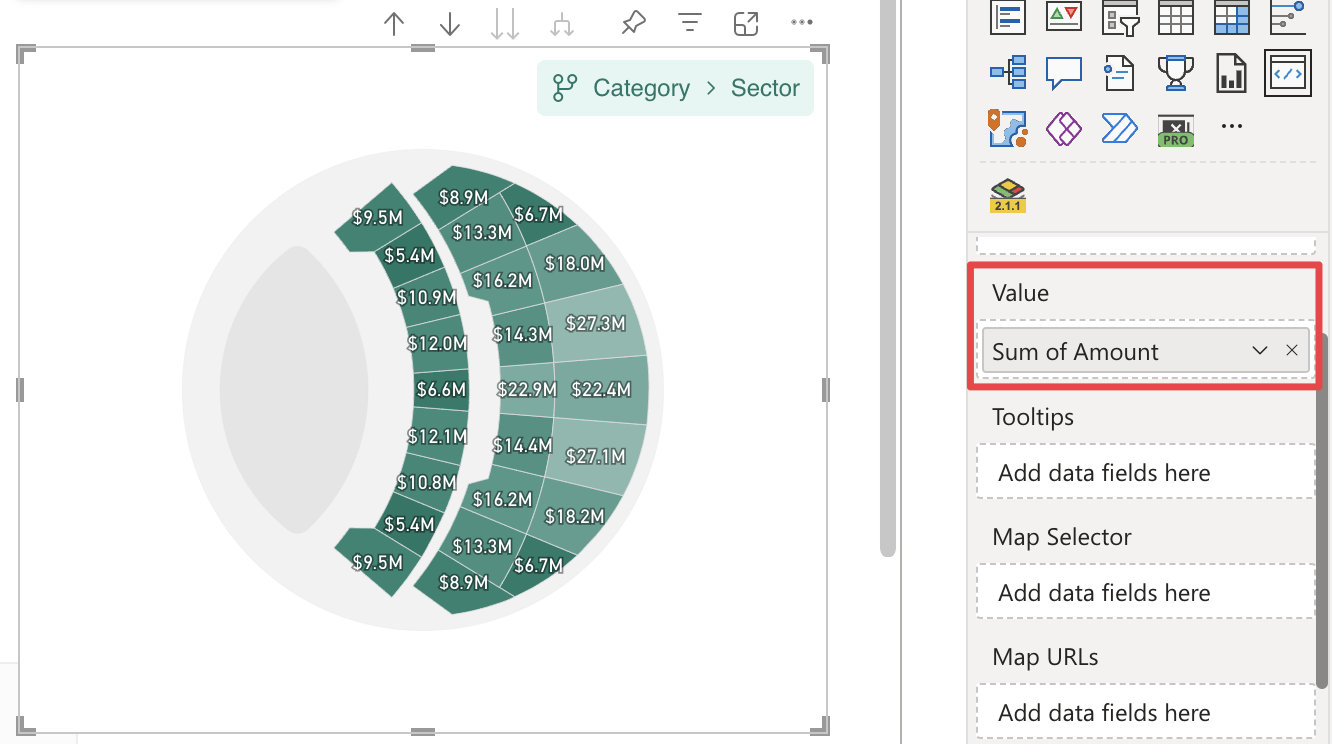 Category > Sector
$9.5M
$8.9M
$6.7M
$13.3M
$5.4M
$18.0M
$16.2M
$10.9M
$27.3M
$14.3M
$12.0M
$6.6M
$22.9M
$22.4M
$12.1M
$14.4M
$27.1M
$10.8M
$16.2M
$18.2M
$5.4M
$13.3M
$9.5M
$6.7M
$8.9M
PRO
2.1.1
Value
Sum of Amount
Tooltips
Add data fields here
Map Selector
Add data fields here
Map URLs
Add data fields here